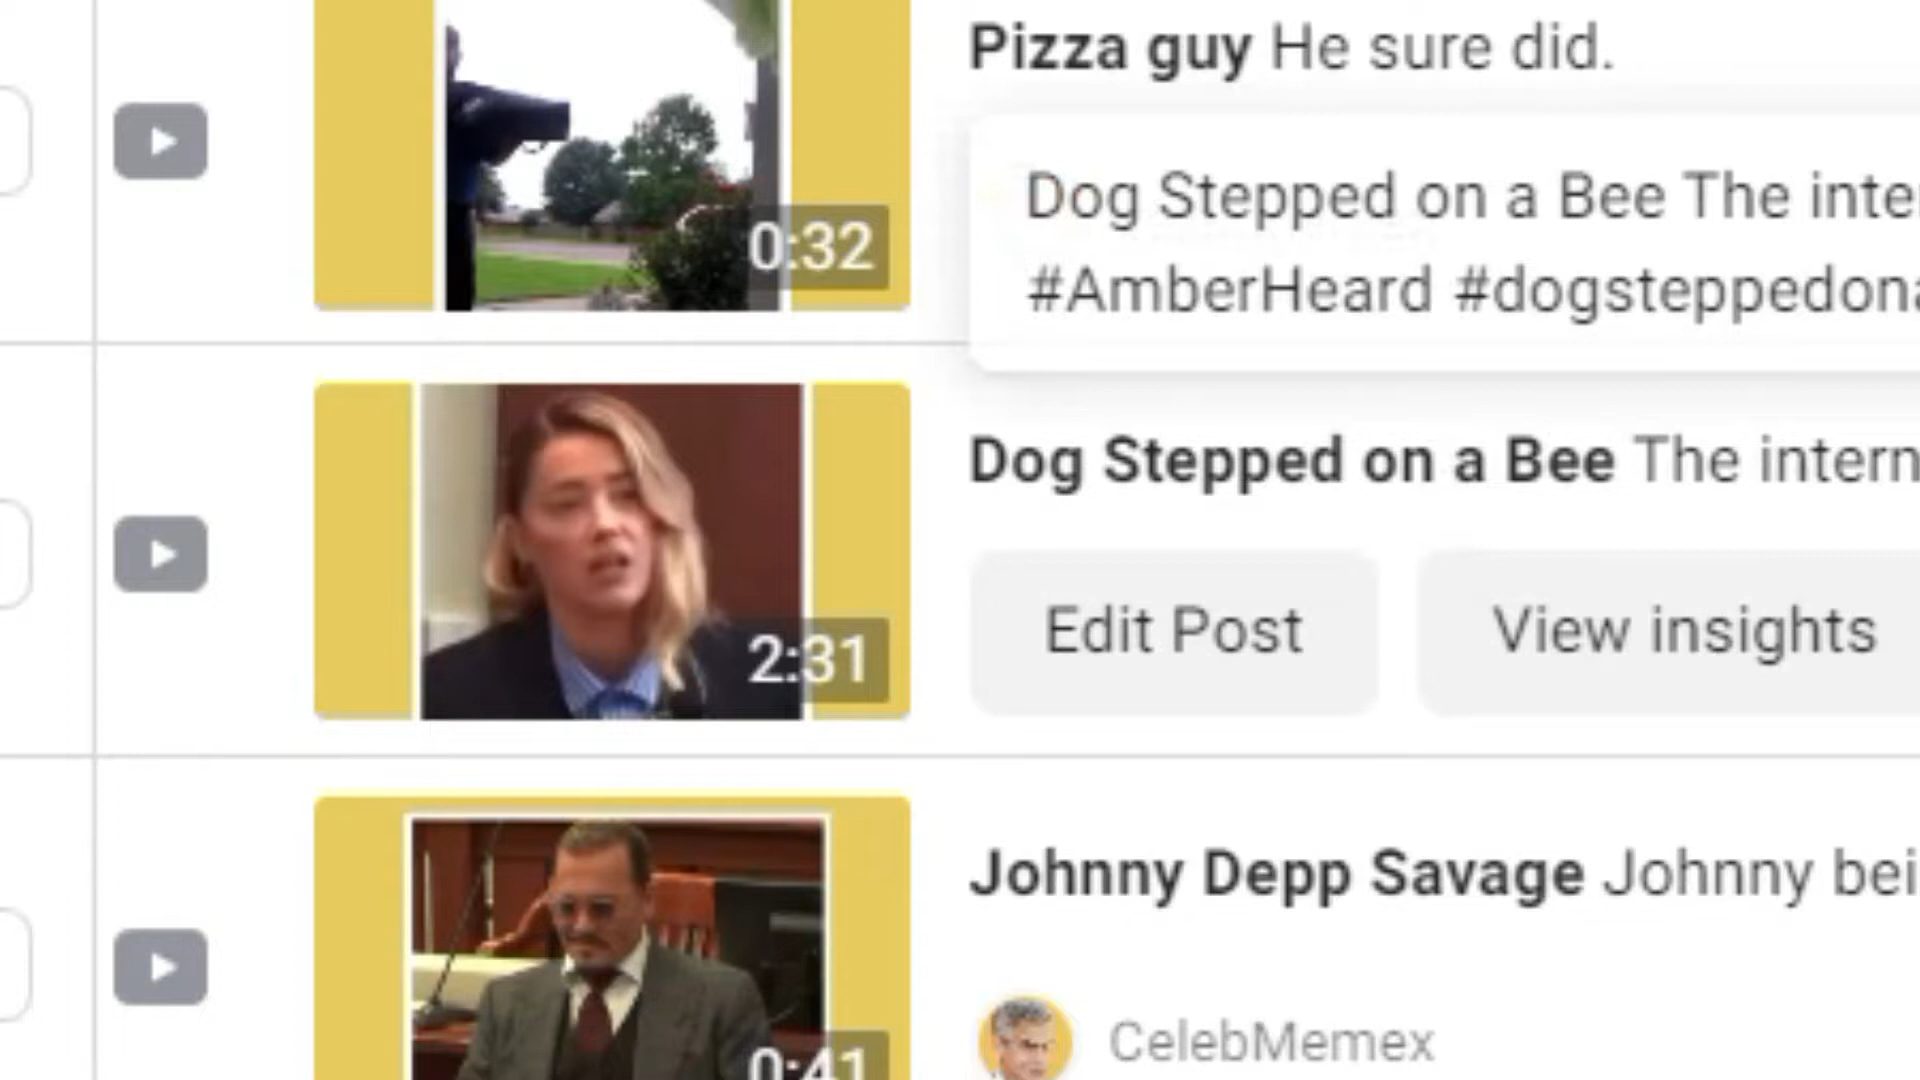 Pizza guy He sure did.
0:32
Dog Stepped on a Bee The inte
#AmberHeard #dogsteppedona
Dog Stepped on a Bee The intern
2:31
Edit Post
View insights
Johnny Depp Savage Johnny bei
0:41
CelebMemex